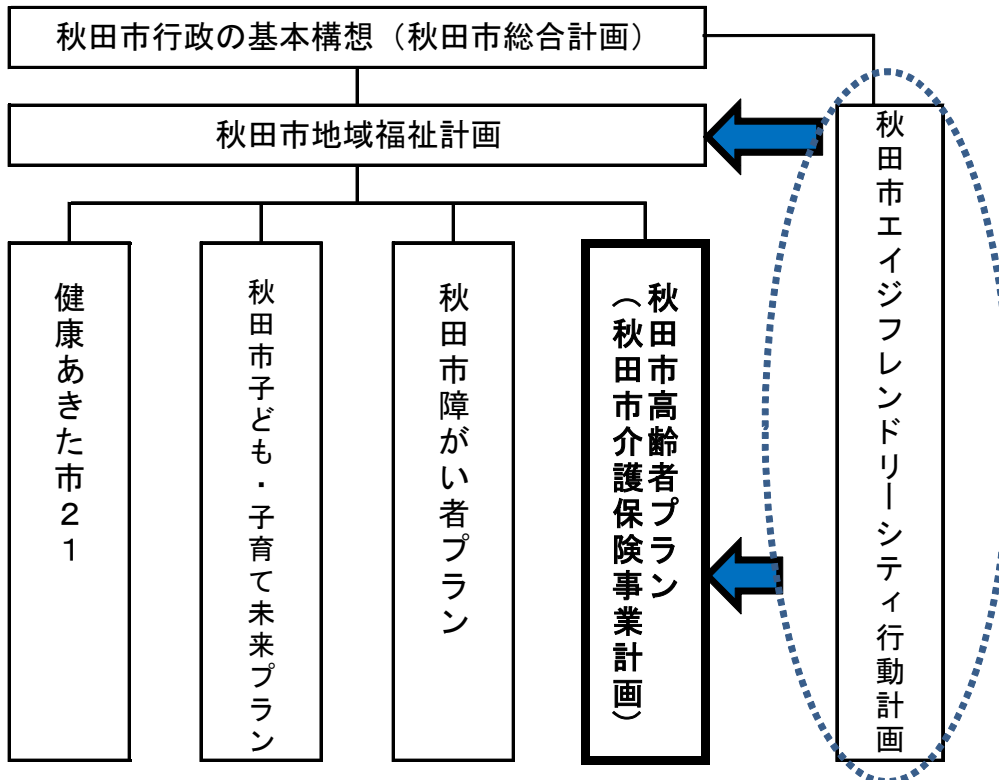 秋田市行政の基本構想（秋田市総合計画）
秋田市地域福祉計画
健康あきた市２１
秋田市子ども・子育て未来プラン
秋田市障がい者プラン
秋田市高齢者プラン
（秋田市介護保険事業計画）
秋田市エイジフレンドリーシティ行動計画